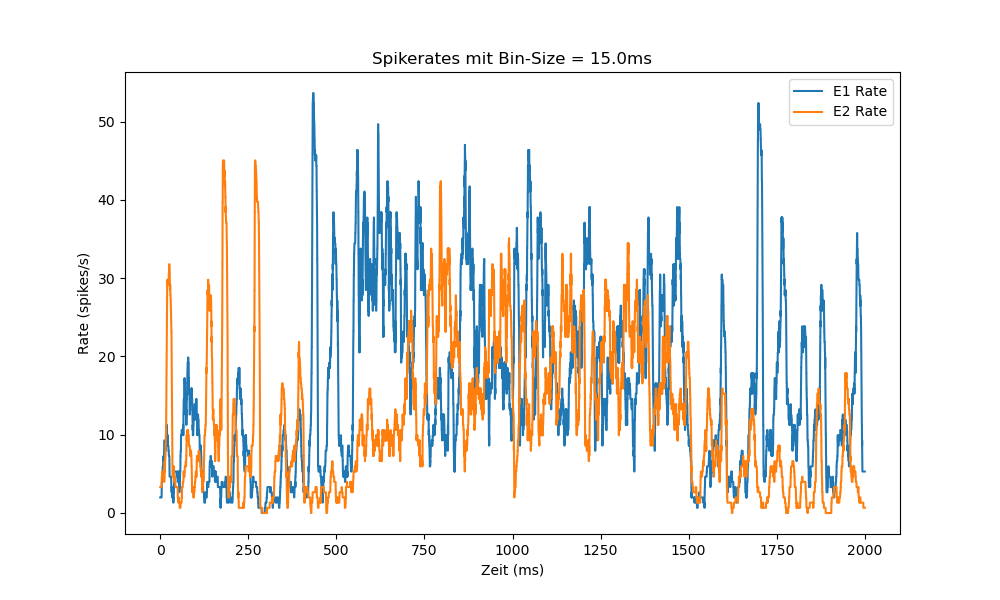 Spikerates mit Bin-Size = 15.0ms
E1 Rate
E2 Rate
Rate (spikes/s)
50
40
30
20
10
0
0 250 500 750 1000 1250 1500 1750 2000
Zeit (ms)